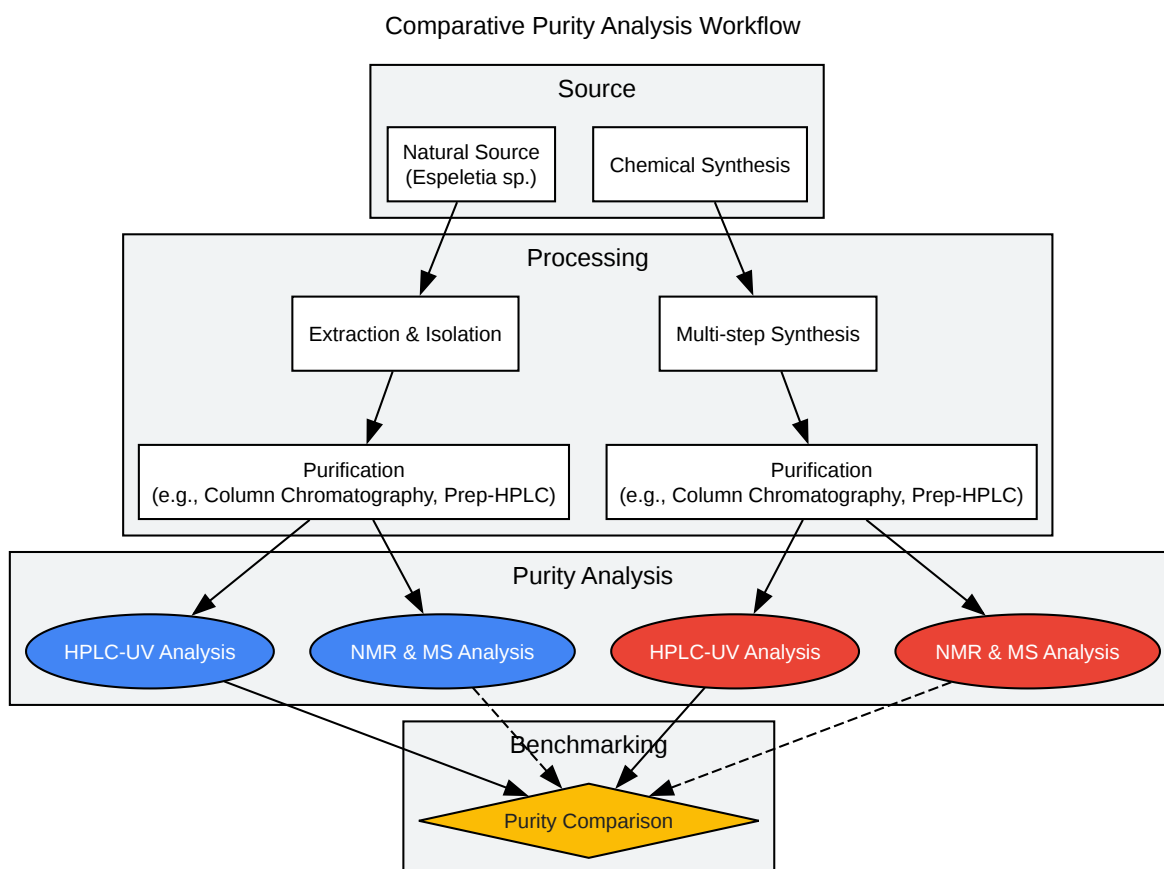 Comparative Purity Analysis Workflow
Source
Natural Source
(Espeletia sp.)
Chemical Synthesis
Processing
Extraction & Isolation
Multi-step Synthesis
Purification
(e.g., Column Chromatography, Prep-HPLC)
Purification
(e.g., Column Chromatography, Prep-HPLC)
Purity Analysis
HPLC-UV Analysis
NMR & MS Analysis
HPLC-UV Analysis
NMR & MS Analysis
Benchmarking
Purity Comparison